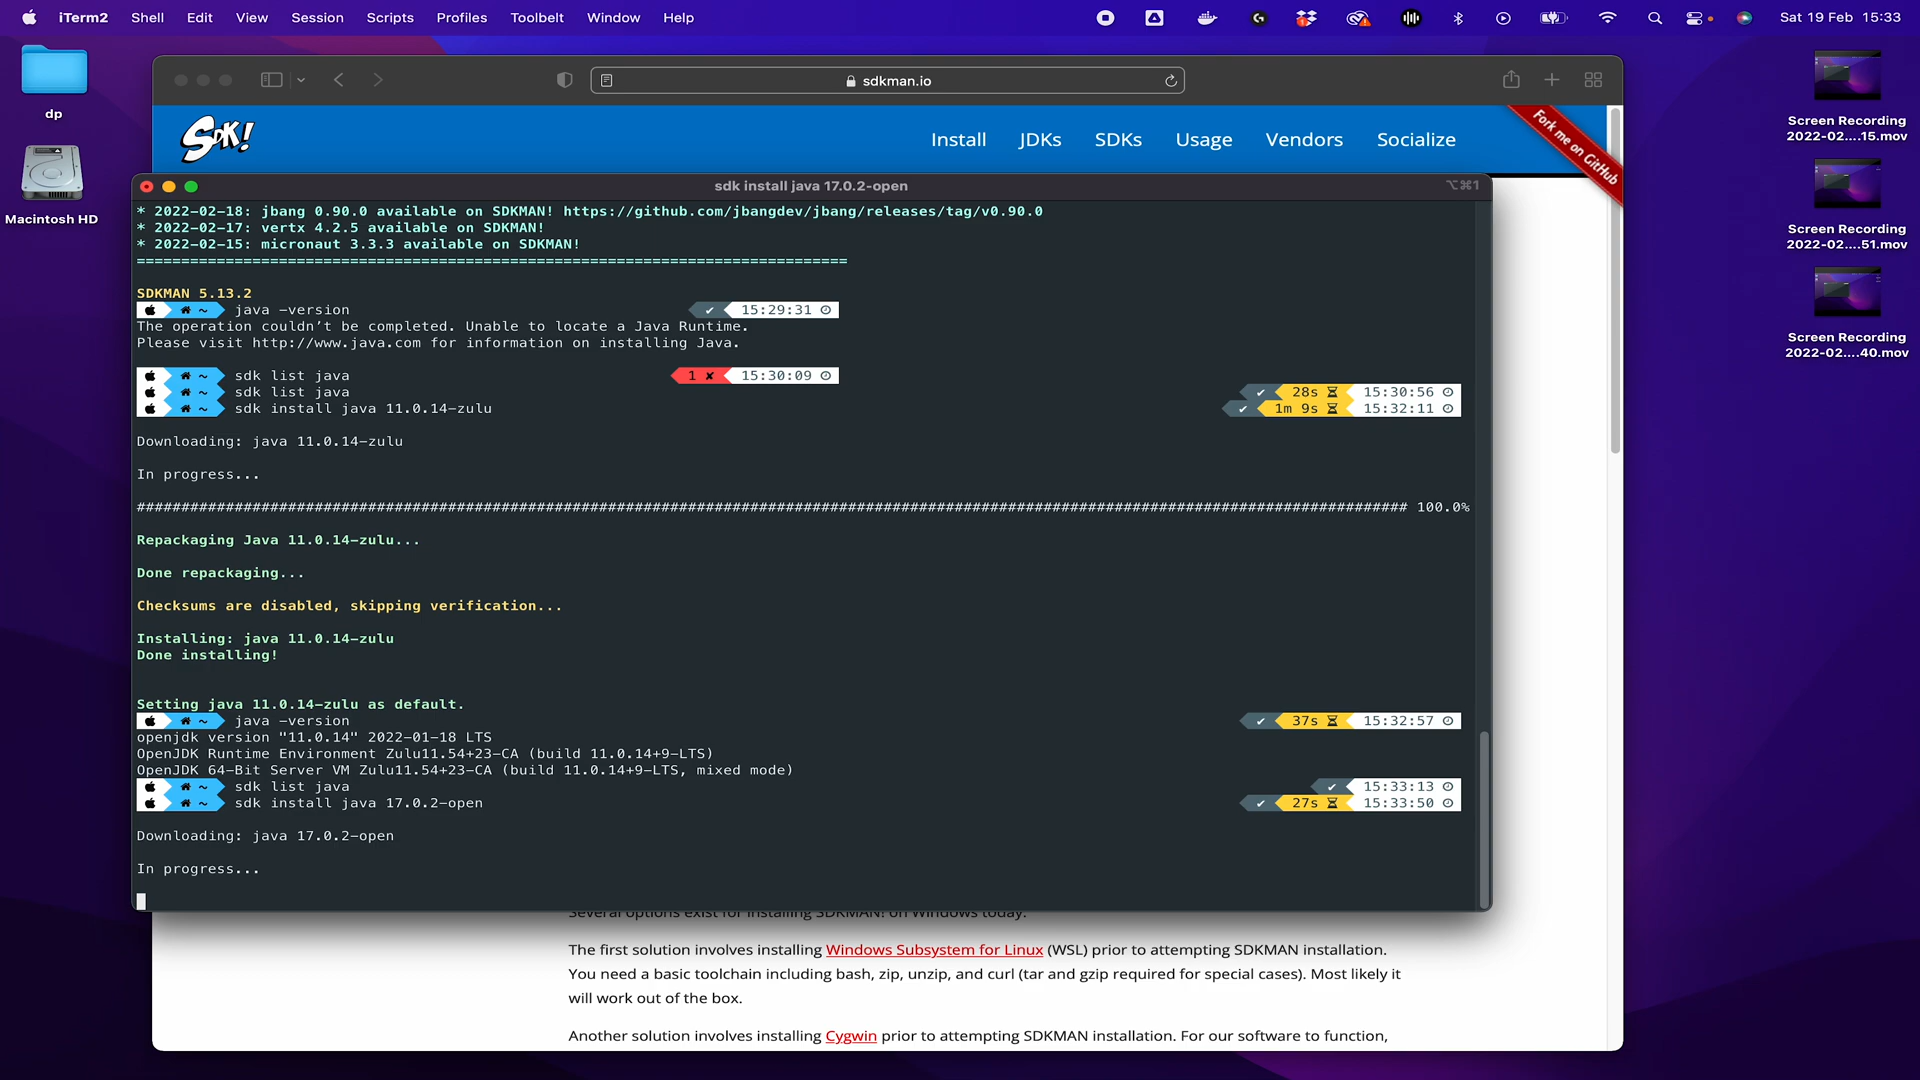 iTerm2 Shell Edit View Session Scripts Profiles Toolbelt Window Help Sat 19 Feb 15:33
dp
Macintosh HD
Screen Recording
2022-02....15.mov
Screen Recording
2022-02....51.mov
Screen Recording
2022-02....40.mov
sdkman.io
SDK!
Install JDKs SDKs Usage Vendors Socialize
Fork me on GitHub
sdk install java 17.0.2-open
⌥⌘1
* 2022-02-18: jbang 0.90.0 available on SDKMAN! https://github.com/jbangdev/jbang/releases/tag/v0.90.0
* 2022-02-17: vertx 4.2.5 available on SDKMAN!
* 2022-02-15: micronaut 3.3.3 available on SDKMAN!
================================================================================
SDKMAN 5.13.2
~ java -version ✔ 15:29:31
The operation couldn’t be completed. Unable to locate a Java Runtime.
Please visit http://www.java.com for information on installing Java.
~ sdk list java 1 ✘ 15:30:09
~ sdk list java ✔ 28s 15:30:56
~ sdk install java 11.0.14-zulu ✔ 1m 9s 15:32:11
Downloading: java 11.0.14-zulu
In progress...
############################################################################################################################################### 100.0%
Repackaging Java 11.0.14-zulu...
Done repackaging...
Checksums are disabled, skipping verification...
Installing: java 11.0.14-zulu
Done installing!
Setting java 11.0.14-zulu as default.
~ java -version ✔ 37s 15:32:57
openjdk version "11.0.14" 2022-01-18 LTS
OpenJDK Runtime Environment Zulu11.54+23-CA (build 11.0.14+9-LTS)
OpenJDK 64-Bit Server VM Zulu11.54+23-CA (build 11.0.14+9-LTS, mixed mode)
~ sdk list java ✔ 15:33:13
~ sdk install java 17.0.2-open ✔ 27s 15:33:50
Downloading: java 17.0.2-open
In progress...
Several options exist for installing SDKMAN! on Windows today.
The first solution involves installing Windows Subsystem for Linux (WSL) prior to attempting SDKMAN installation.
You need a basic toolchain including bash, zip, unzip, and curl (tar and gzip required for special cases). Most likely it
will work out of the box.
Another solution involves installing Cygwin prior to attempting SDKMAN installation. For our software to function,